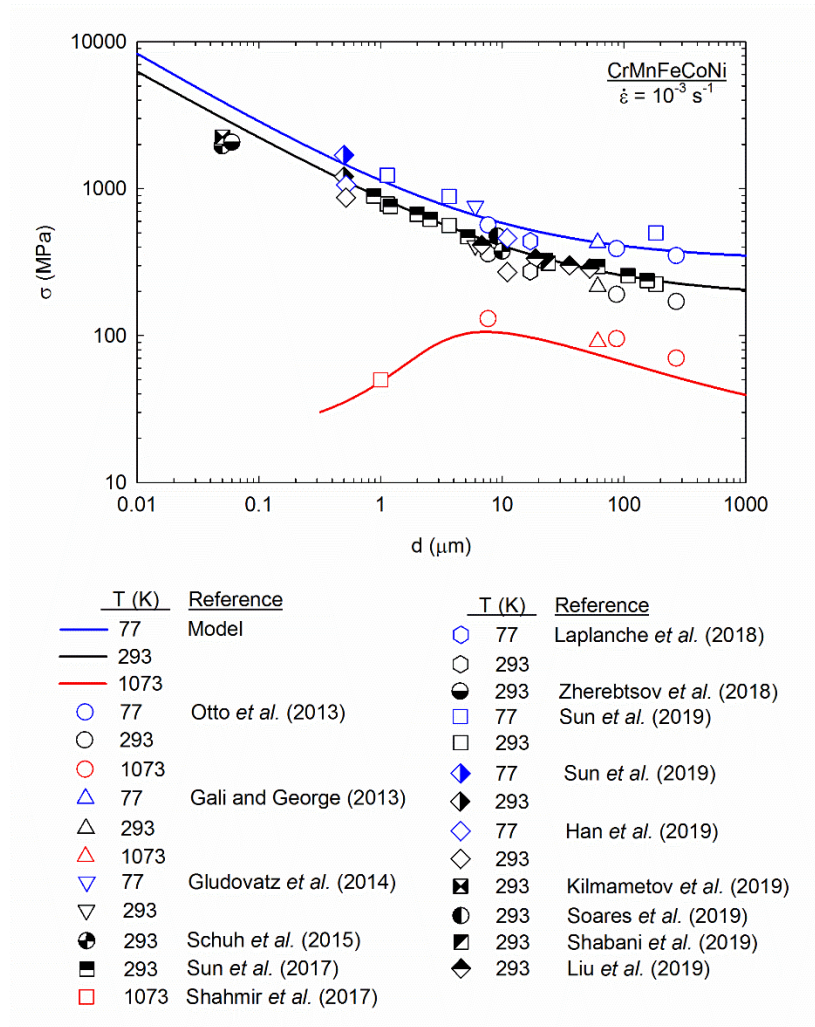 10000
1000
100
10
σ (MPa)
CrMnFeCoNi
ε̇ = 10⁻³ s⁻¹
0.01 0.1 1 10 100 1000
d (μm)
T (K) Reference
77 Model
293
1073
77 Otto et al. (2013)
293
1073
77 Gali and George (2013)
293
1073
77 Gludovatz et al. (2014)
293
293 Schuh et al. (2015)
293 Sun et al. (2017)
1073 Shahmir et al. (2017)
T (K) Reference
77 Laplanche et al. (2018)
293
293 Zherebtsov et al. (2018)
77 Sun et al. (2019)
293
77 Sun et al. (2019)
293
77 Han et al. (2019)
293
293 Kilmametov et al. (2019)
293 Soares et al. (2019)
293 Shabani et al. (2019)
293 Liu et al. (2019)